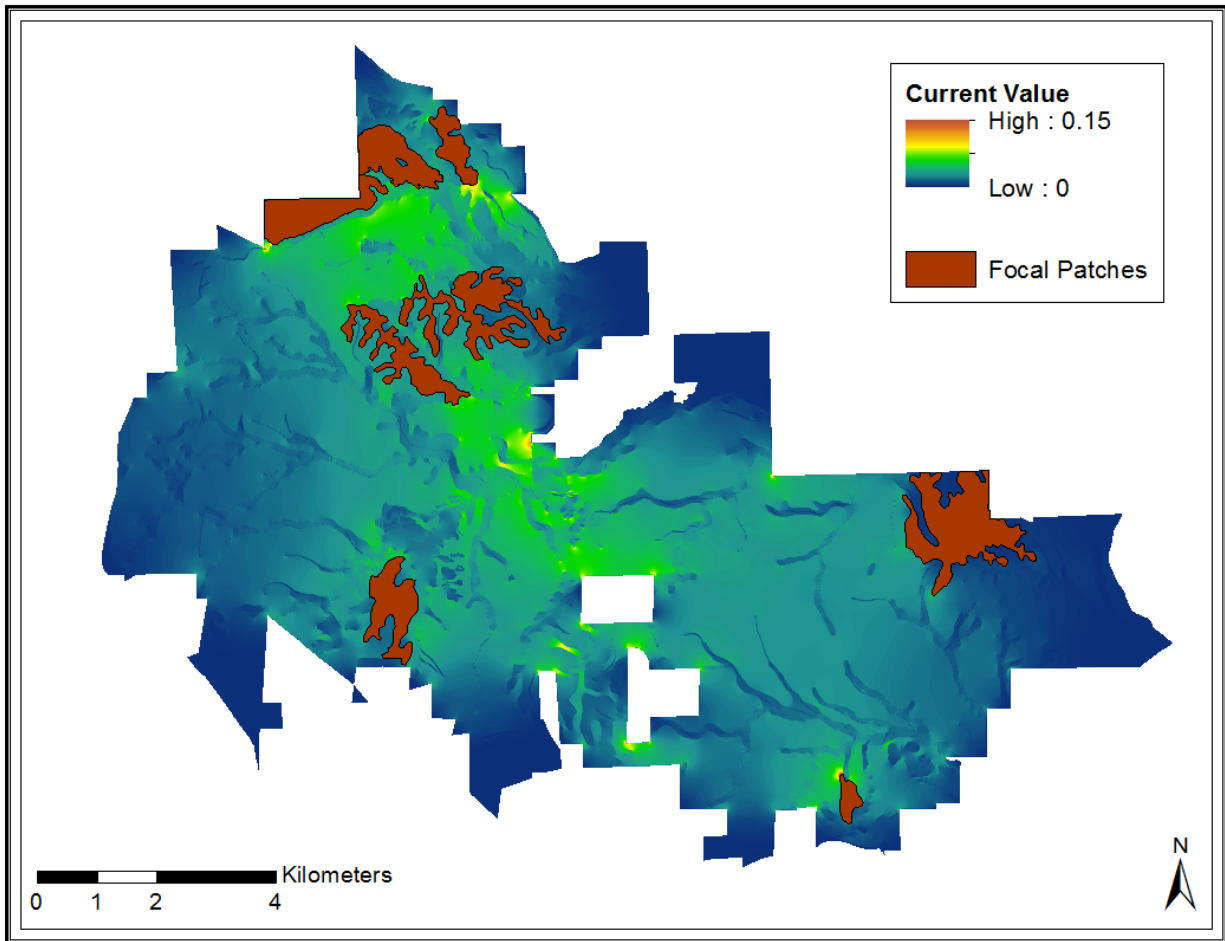 Current Value
High : 0.15
Low : 0
Focal Patches
N
Kilometers
0 1 2 4